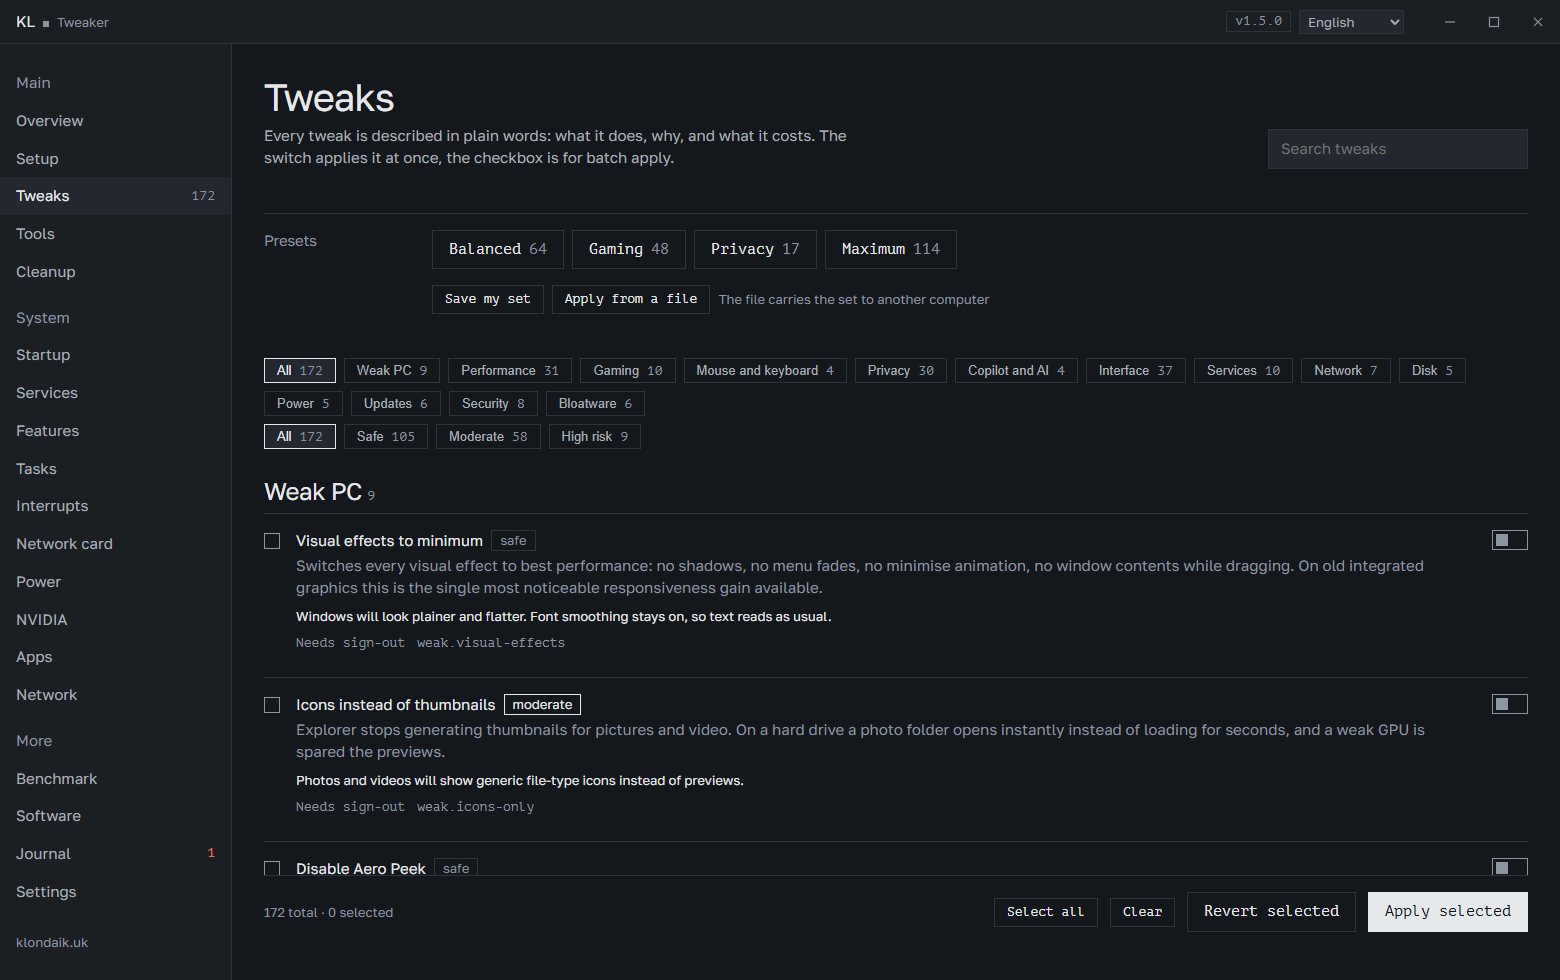 KL Tweaker
v1.5.0 English
Main
Overview
Setup
Tweaks 172
Tools
Cleanup
System
Startup
Services
Features
Tasks
Interrupts
Network card
Power
NVIDIA
Apps
Network
More
Benchmark
Software
Journal 1
Settings
klondaik.uk
Tweaks
Every tweak is described in plain words: what it does, why, and what it costs. The
switch applies it at once, the checkbox is for batch apply.
Search tweaks
Presets
Balanced 64 Gaming 48 Privacy 17 Maximum 114
Save my set Apply from a file The file carries the set to another computer
All 172 Weak PC 9 Performance 31 Gaming 10 Mouse and keyboard 4 Privacy 30 Copilot and AI 4 Interface 37 Services 10 Network 7 Disk 5
Power 5 Updates 6 Security 8 Bloatware 6
All 172 Safe 105 Moderate 58 High risk 9
Weak PC 9
Visual effects to minimum safe
Switches every visual effect to best performance: no shadows, no menu fades, no minimise animation, no window contents while dragging. On old integrated
graphics this is the single most noticeable responsiveness gain available.
Windows will look plainer and flatter. Font smoothing stays on, so text reads as usual.
Needs sign-out weak.visual-effects
Icons instead of thumbnails moderate
Explorer stops generating thumbnails for pictures and video. On a hard drive a photo folder opens instantly instead of loading for seconds, and a weak GPU is
spared the previews.
Photos and videos will show generic file-type icons instead of previews.
Needs sign-out weak.icons-only
Disable Aero Peek safe
172 total · 0 selected
Select all Clear Revert selected Apply selected